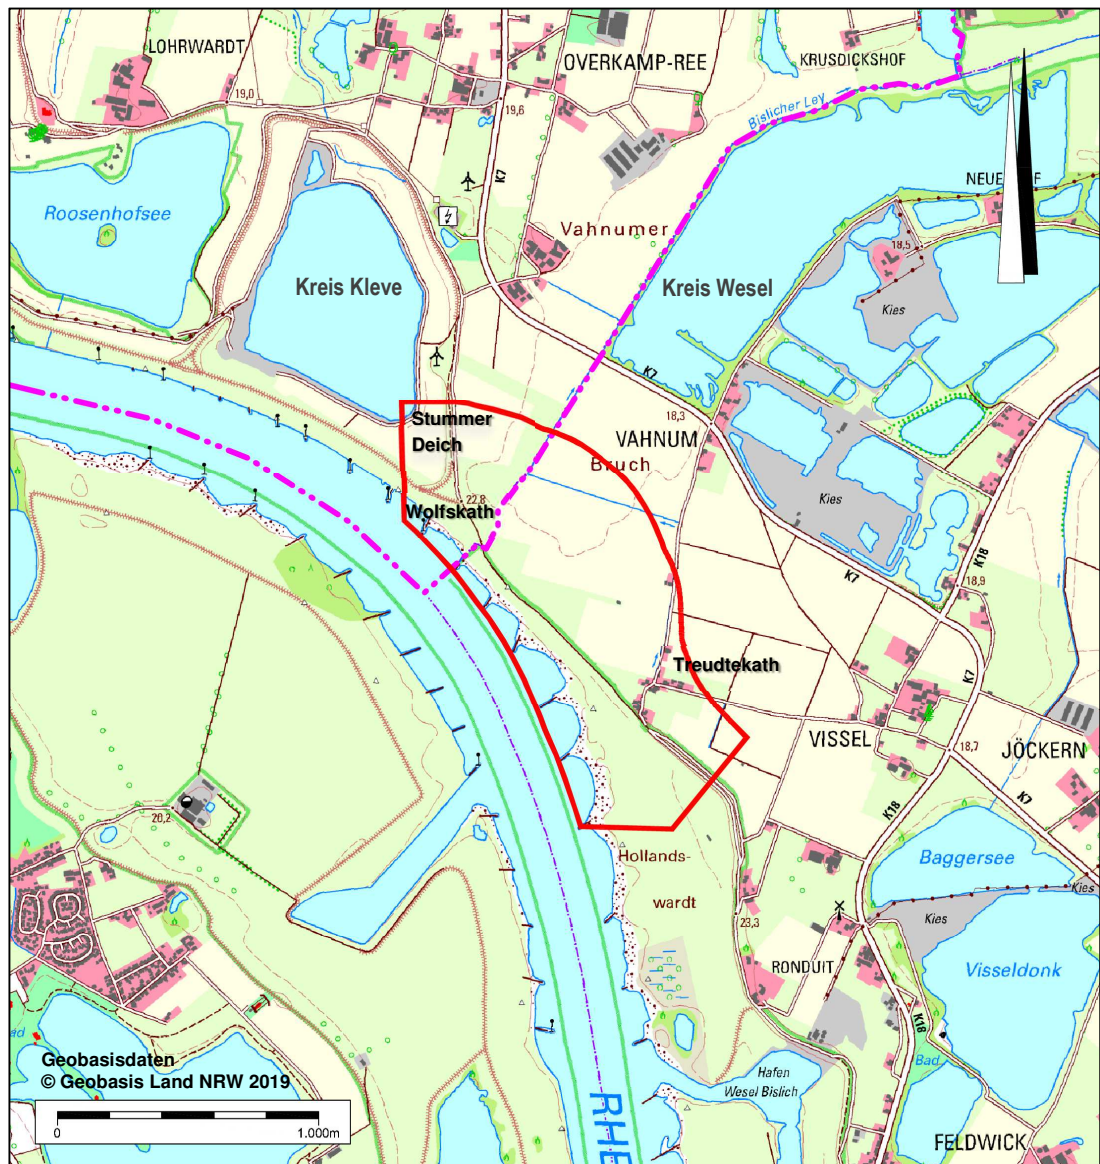 LOHRWARDT
OVERKAMP-REE
KRUSDICKSHOF
19,0
19,6
Bislicher Ley
K7
NEUE
F
Roosenhofsee
Vahnumer
18,5
Kreis Kleve
Kreis Wesel
Kies
K7
Stummer
Deich
18,3
VAHNUM
Bruch
Kies
22,8
Wolfskath
K18
K7
18,9
Treudtekath
K7
VISSEL
18,7
JÖCKERN
K7
K18
20,2
Hollands-
wardt
Baggersee
Kies
Kies
23,3
RONDUIT
Visseldonk
K18
ad
Bad
Geobasisdaten
© Geobasis Land NRW 2019
Hafen
Wesel Bislich
RHE
0
1.000m
FELDWICK